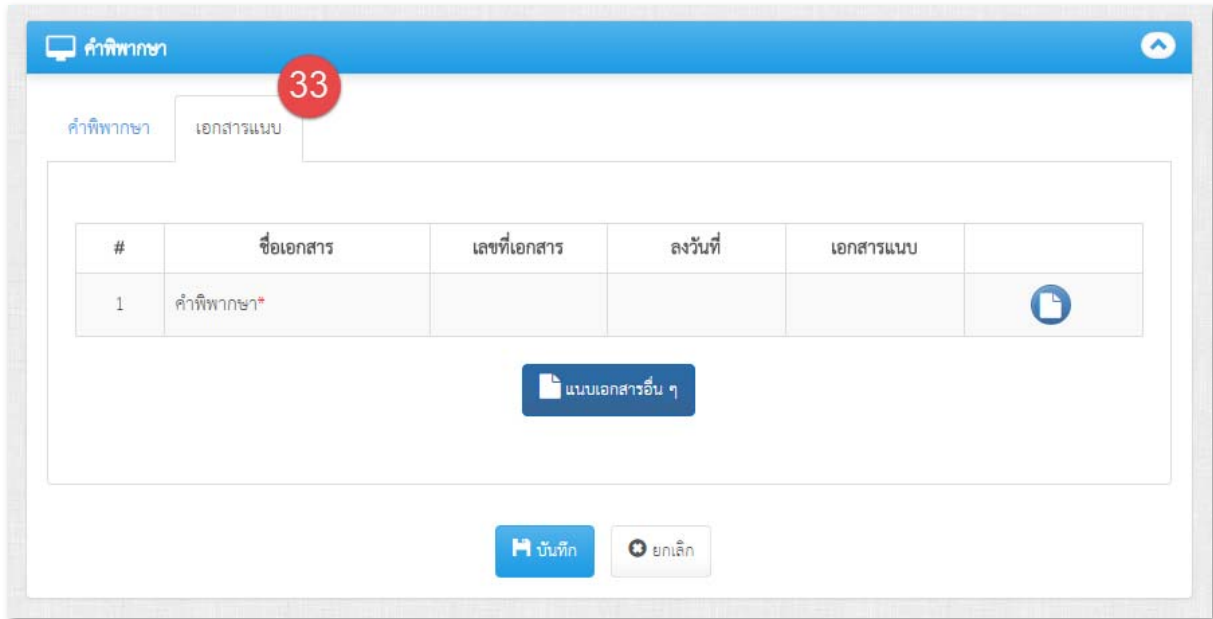 คำพิพากษา
33
คำพิพากษา เอกสารแนบ
# ชื่อเอกสาร เลขที่เอกสาร ลงวันที่ เอกสารแนบ
1 คำพิพากษา*
แนบเอกสารอื่น ๆ
บันทึก ยกเลิก